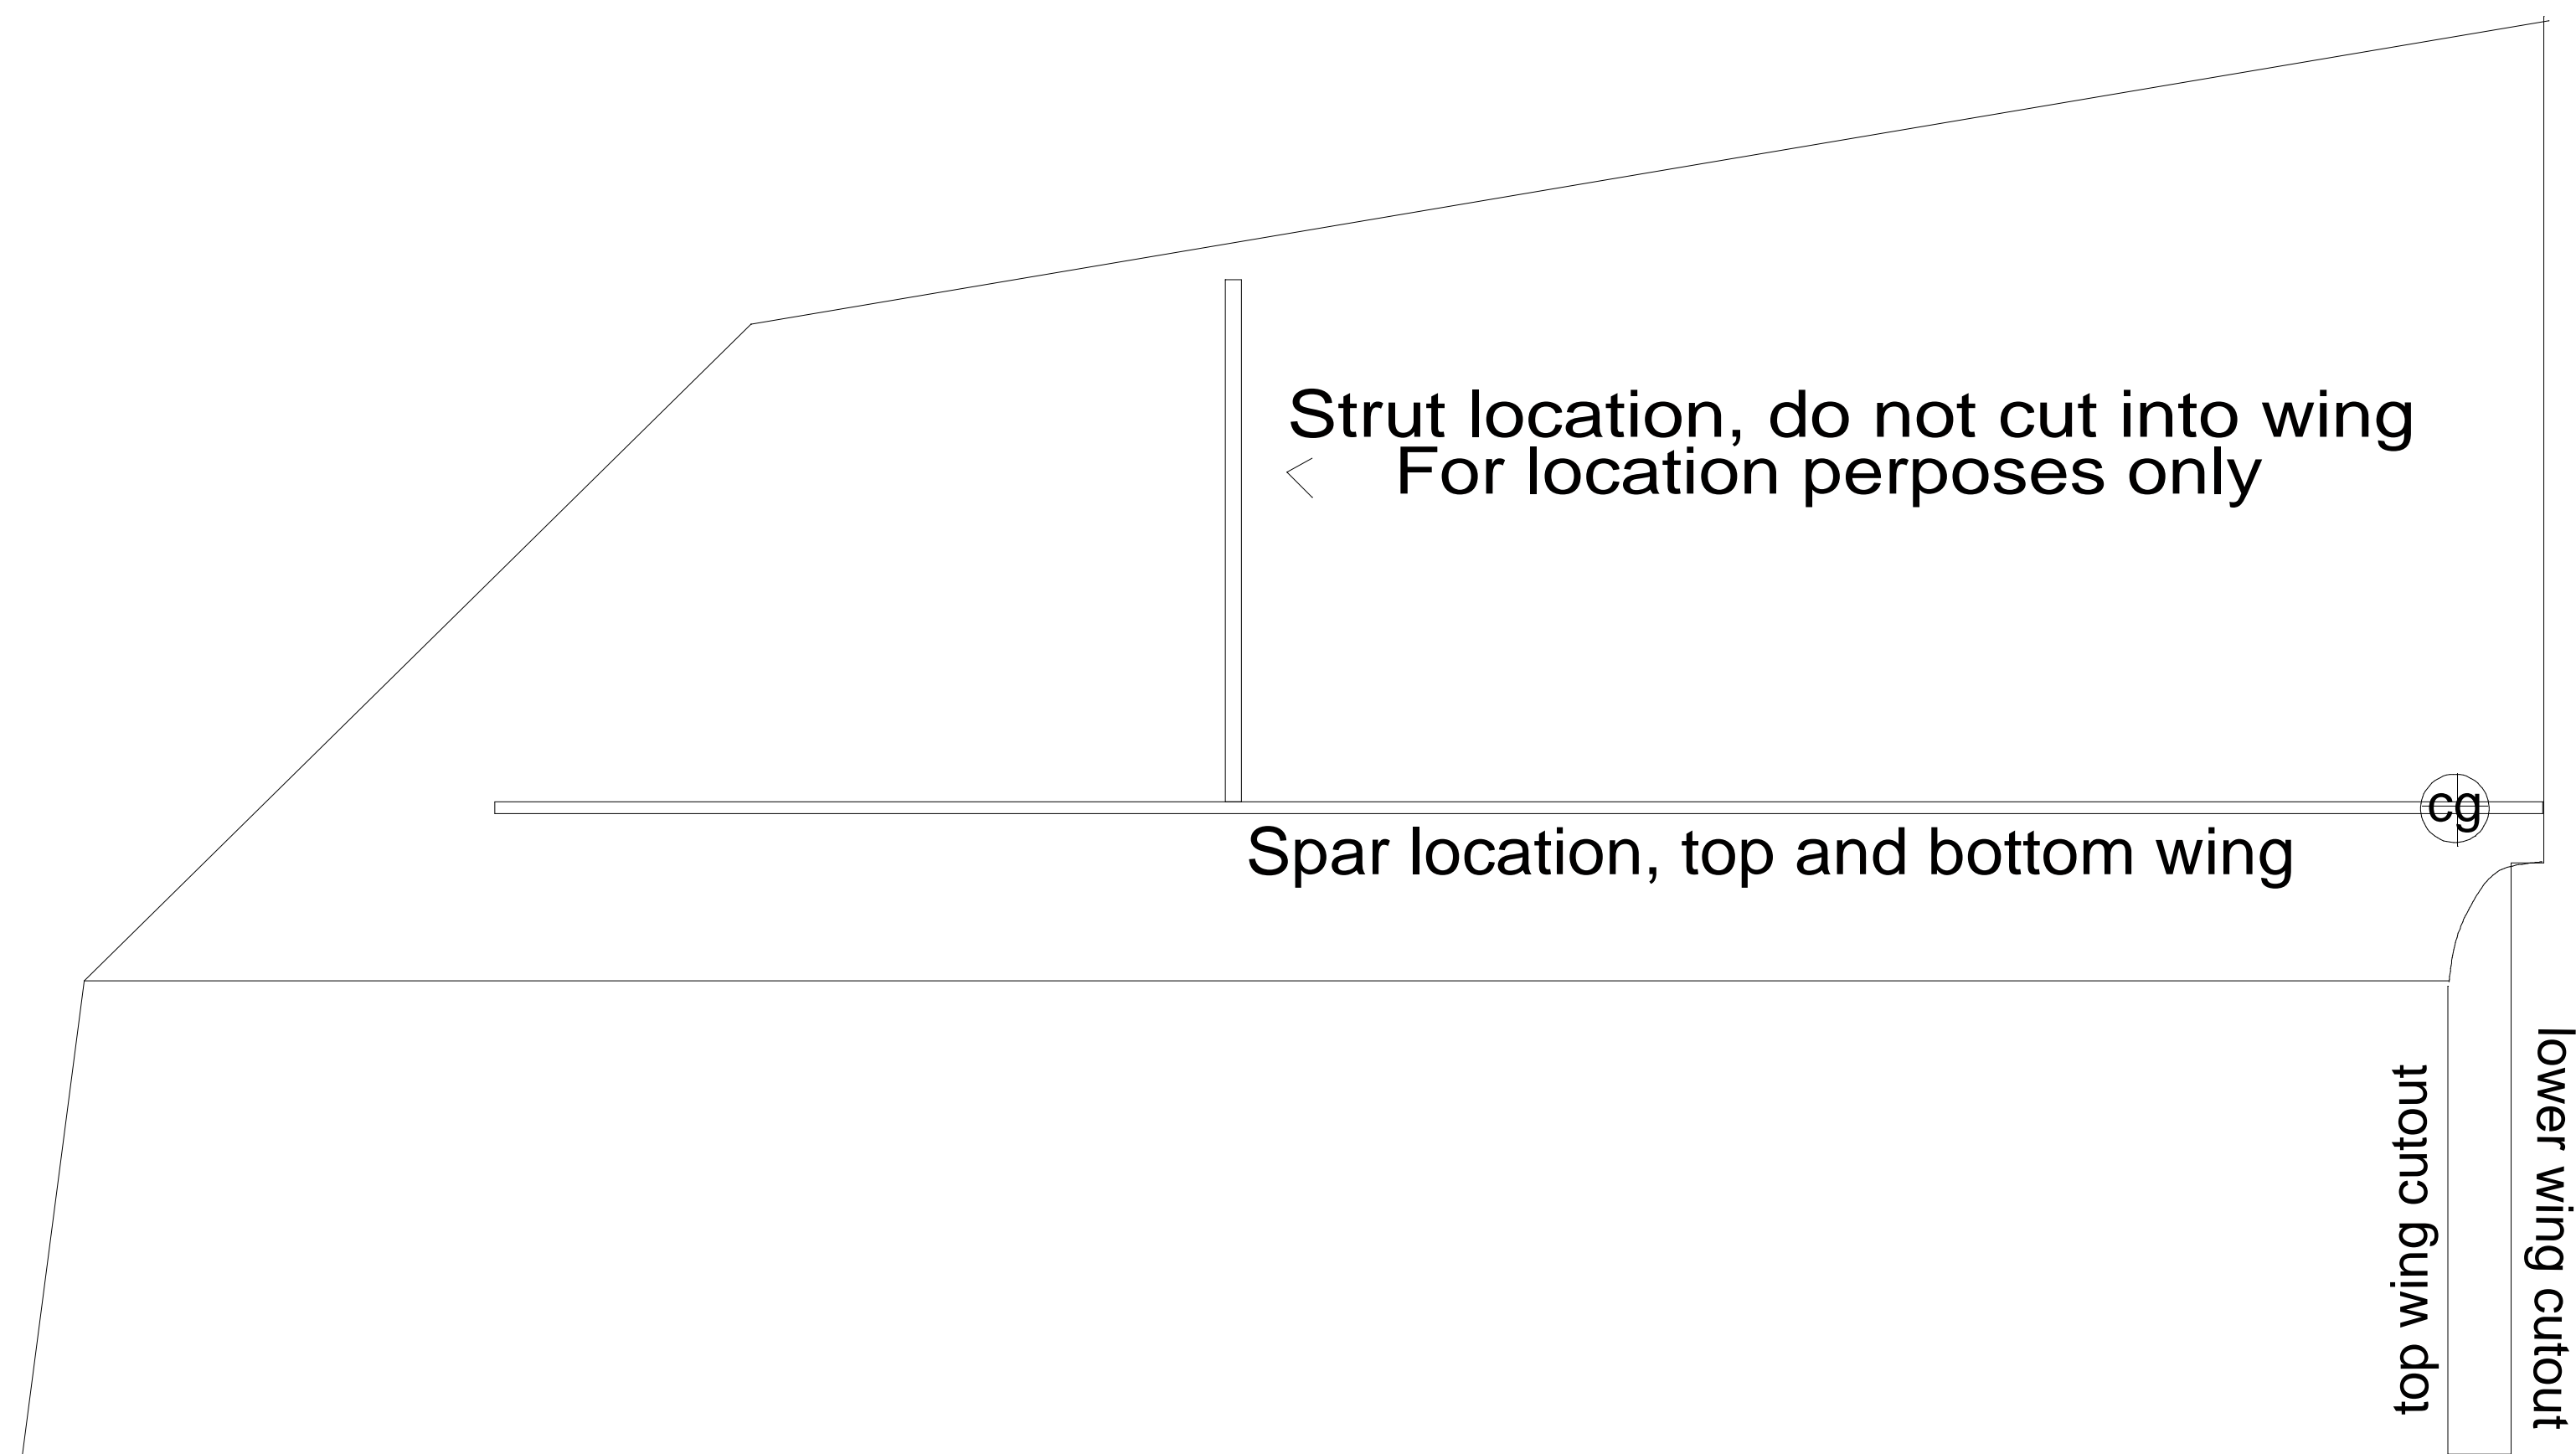 Strut location, do not cut into wing
For location perposes only
cg
Spar location, top and bottom wing
top wing cutout
lower wing cutout